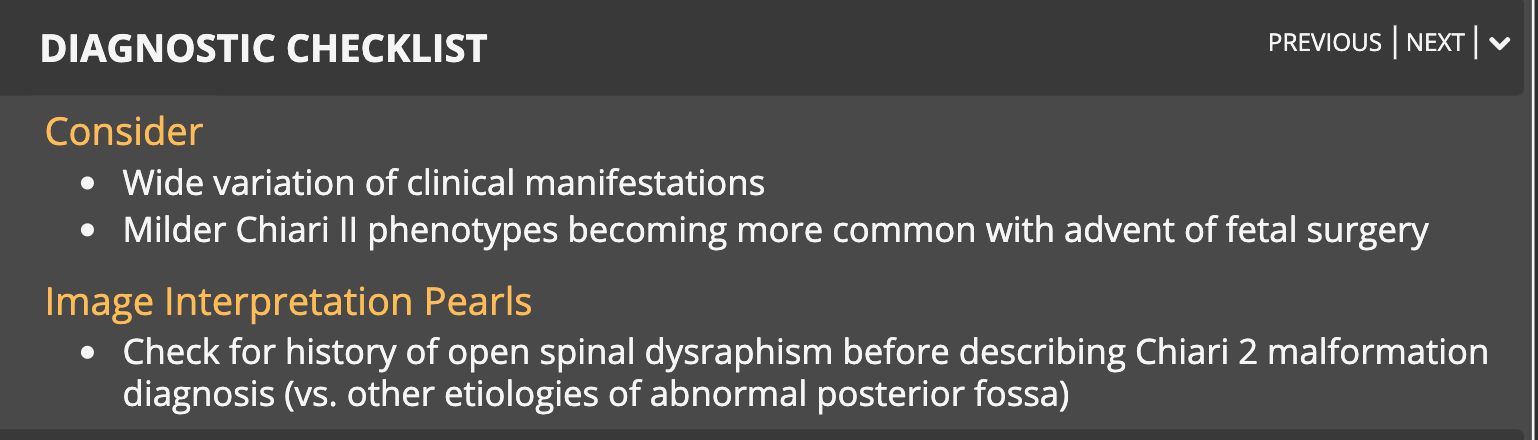 DIAGNOSTIC CHECKLIST
PREVIOUS | NEXT |
Consider
• Wide variation of clinical manifestations
• Milder Chiari II phenotypes becoming more common with advent of fetal surgery
Image Interpretation Pearls
• Check for history of open spinal dysraphism before describing Chiari 2 malformation
diagnosis (vs. other etiologies of abnormal posterior fossa)